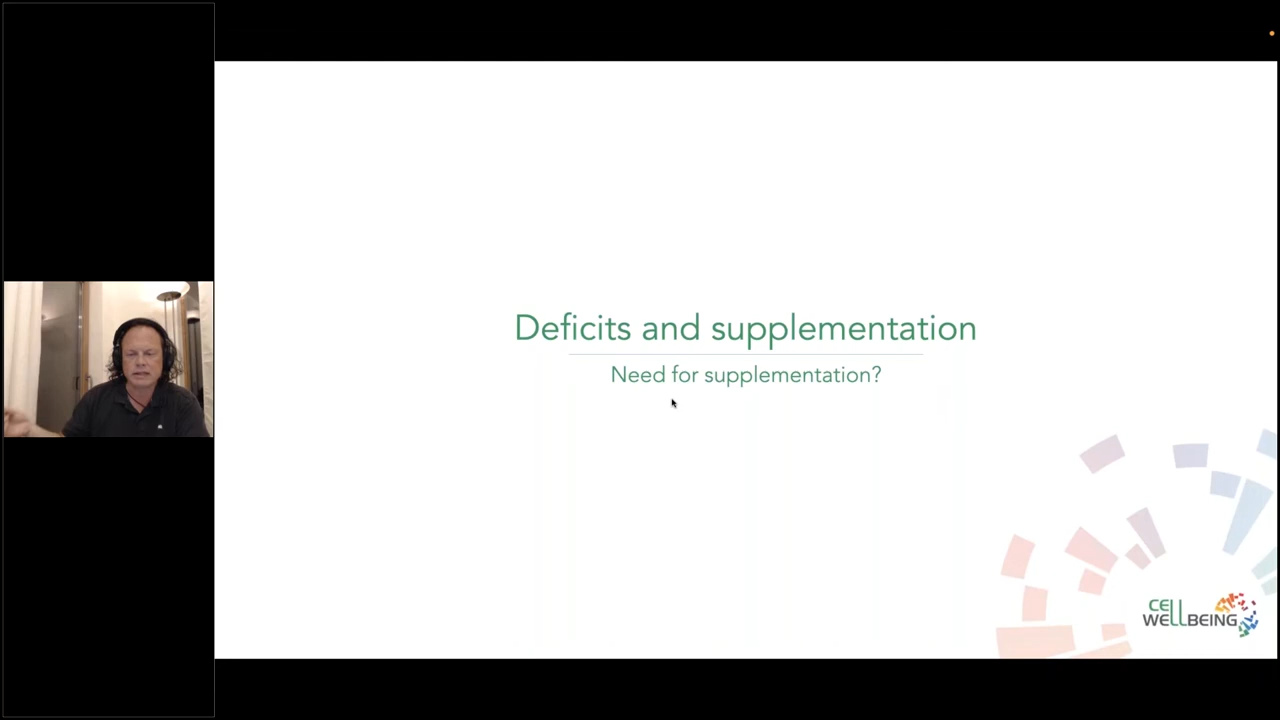 Deficits and supplementation
Need for supplementation?
CELL
WELLBEING